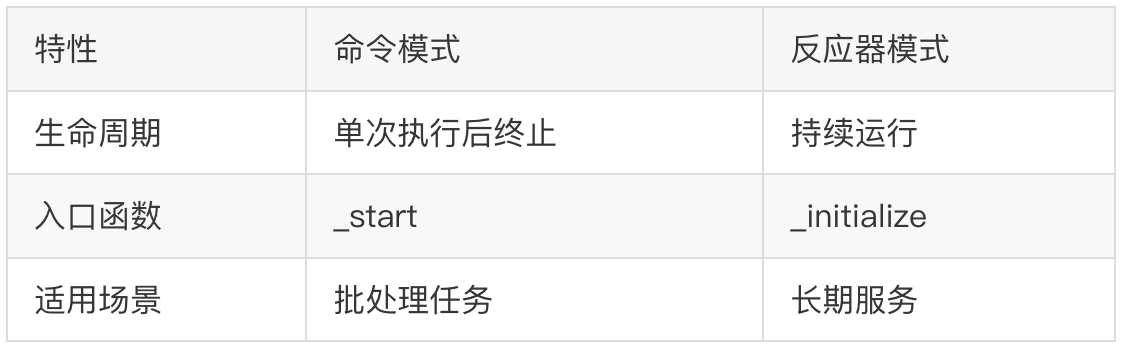 特性 命令模式 反应器模式
生命周期 单次执行后终止 持续运行
入口函数 _start _initialize
适用场景 批处理任务 长期服务